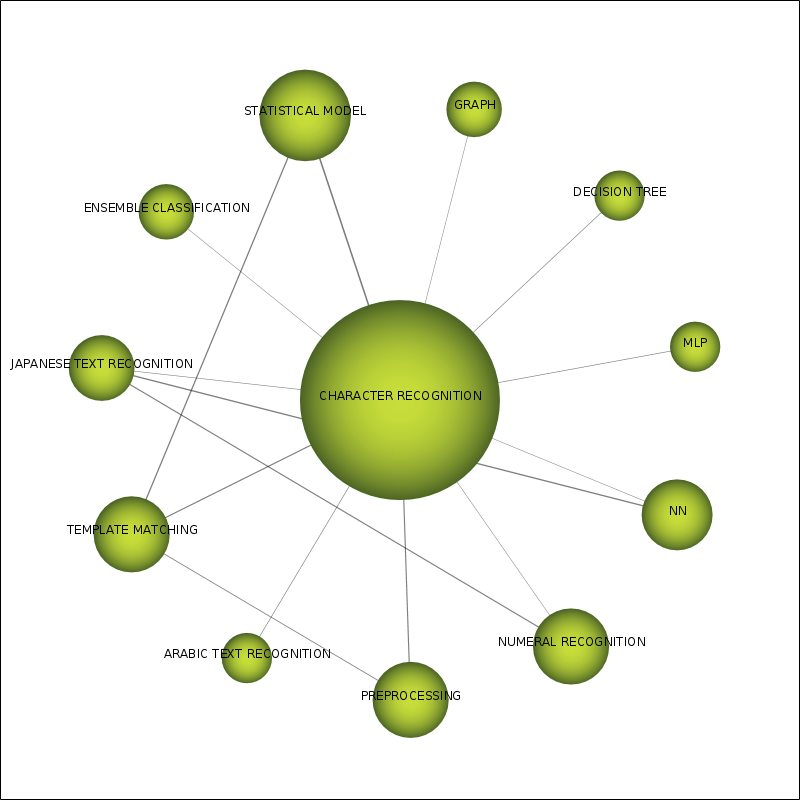 GRAPH
STATISTICAL MODEL
DECISION TREE
ENSEMBLE CLASSIFICATION
MLP
JAPANESE TEXT RECOGNITION
CHARACTER RECOGNITION
NN
TEMPLATE MATCHING
NUMERAL RECOGNITION
ARABIC TEXT RECOGNITION
PREPROCESSING